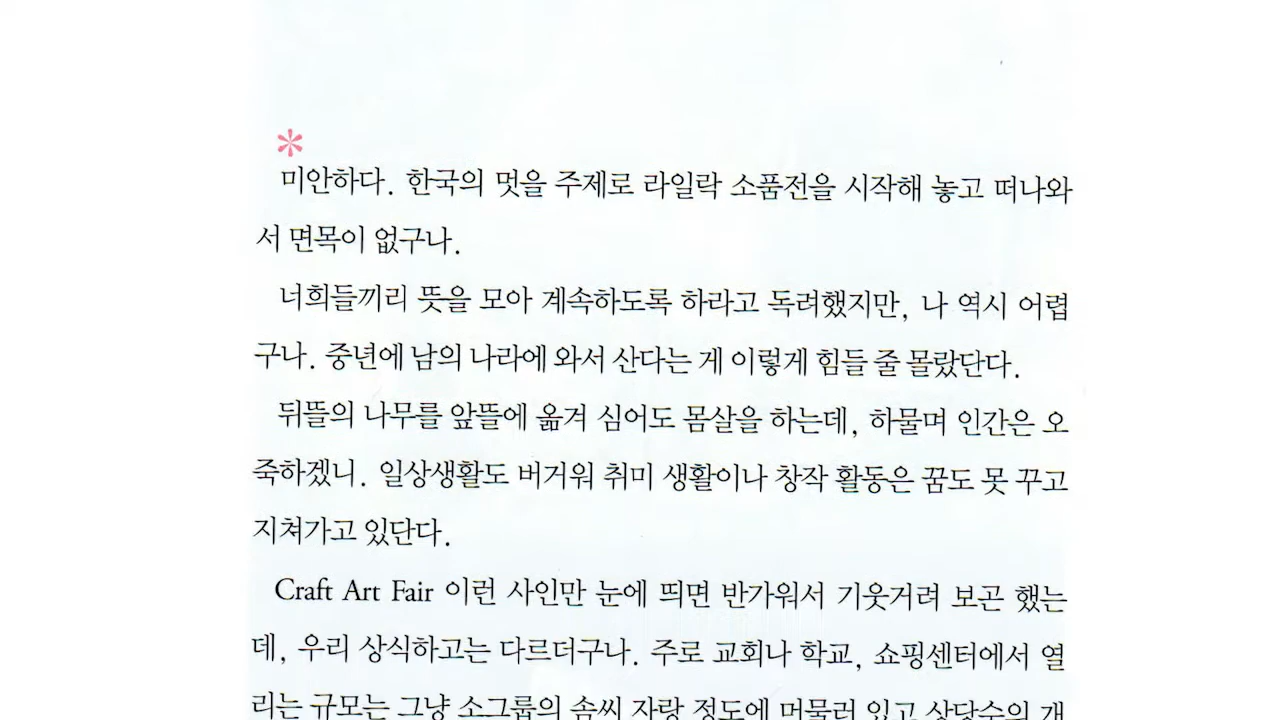 *
미안하다. 한국의 멋을 주제로 라일락 소품전을 시작해 놓고 떠나와
서 면목이 없구나.
너희들끼리 뜻을 모아 계속하도록 하라고 독려했지만, 나 역시 어렵
구나. 중년에 남의 나라에 와서 산다는 게 이렇게 힘들 줄 몰랐단다.
뒤뜰의 나무를 앞뜰에 옮겨 심어도 몸살을 하는데, 하물며 인간은 오
죽하겠니. 일상생활도 버거워 취미 생활이나 창작 활동은 꿈도 못 꾸고
지쳐가고 있단다.
Craft Art Fair 이런 사인만 눈에 띄면 반가워서 기웃거려 보곤 했는
데, 우리 상식하고는 다르더구나. 주로 교회나 학교, 쇼핑센터에서 열
리는 규모는 그냥 소그룹의 솜씨 자랑 정도에 머물러 있고 상당수의 개